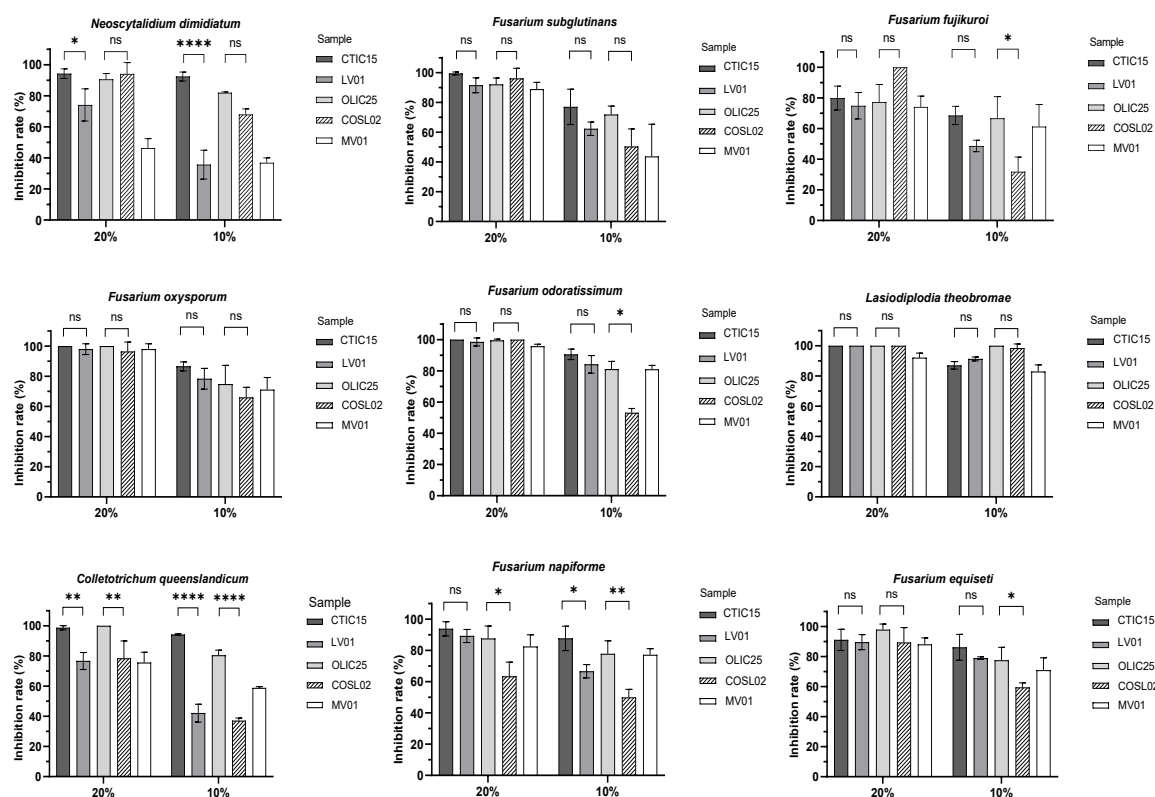 Neoscytalidium dimidiatum
Inhibition rate (%)
100
80
60
40
20
0
*
ns
****
ns
20%
10%
Sample
CTIC15
LV01
OLIC25
COSL02
MV01
Fusarium subglutinans
Inhibition rate (%)
100
80
60
40
20
0
ns
ns
ns
ns
20%
10%
Sample
CTIC15
LV01
OLIC25
COSL02
MV01
Fusarium fujikuroi
Inhibition rate (%)
100
80
60
40
20
0
ns
ns
ns
*
20%
10%
Sample
CTIC15
LV01
OLIC25
COSL02
MV01
Fusarium oxysporum
Inhibition rate (%)
100
80
60
40
20
0
ns
ns
ns
ns
20%
10%
Sample
CTIC15
LV01
OLIC25
COSL02
MV01
Fusarium odoratissimum
Inhibition rate (%)
100
80
60
40
20
0
ns
ns
ns
*
20%
10%
Sample
CTIC15
LV01
OLIC25
COSL02
MV01
Lasiodiplodia theobromae
Inhibition rate (%)
100
80
60
40
20
0
ns
ns
ns
ns
20%
10%
Sample
CTIC15
LV01
OLIC25
COSL02
MV01
Colletotrichum queenslandicum
Inhibition rate (%)
100
80
60
40
20
0
**
**
****
****
20%
10%
Sample
CTIC15
LV01
OLIC25
COSL02
MV01
Fusarium napiforme
Inhibition rate (%)
100
80
60
40
20
0
ns
*
*
**
20%
10%
Sample
CTIC15
LV01
OLIC25
COSL02
MV01
Fusarium equiseti
Inhibition rate (%)
100
80
60
40
20
0
ns
ns
ns
*
20%
10%
Sample
CTIC15
LV01
OLIC25
COSL02
MV01